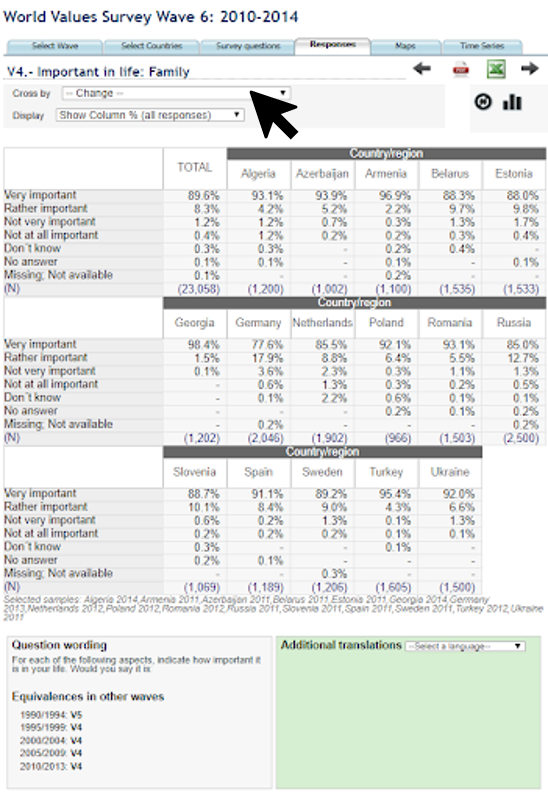 World Values Survey Wave 6: 2010-2014
Select Wave Select Countries Survey questions Responses Maps Time Series
V4.- Important in life: Family
Cross by -- Change --
Display Show Column % (all responses)
Country/region
TOTAL Algeria Azerbaijan Armenia Belarus Estonia
Very important 89.6% 93.1% 93.9% 96.9% 88.3% 88.0%
Rather important 8.3% 4.2% 5.2% 2.2% 9.7% 9.8%
Not very important 1.2% 1.2% 0.7% 0.3% 1.3% 1.7%
Not at all important 0.4% 1.2% 0.2% 0.2% 0.3% 0.4%
Don´t know 0.3% 0.3% - 0.2% 0.4% -
No answer 0.1% 0.1% - 0.1% - 0.1%
Missing; Not available 0.1% - - 0.2% - -
(N) (23,058) (1,200) (1,002) (1,100) (1,535) (1,533)
Country/region
Georgia Germany Netherlands Poland Romania Russia
Very important 98.4% 77.6% 85.5% 92.1% 93.1% 85.0%
Rather important 1.5% 17.9% 8.8% 6.4% 5.5% 12.7%
Not very important 0.1% 3.6% 2.3% 0.3% 1.1% 1.3%
Not at all important - 0.6% 1.3% 0.3% 0.2% 0.5%
Don´t know - 0.1% 2.2% 0.6% 0.1% 0.1%
No answer - - - 0.2% 0.1% 0.2%
Missing; Not available - 0.2% - - - 0.2%
(N) (1,202) (2,046) (1,902) (966) (1,503) (2,500)
Country/region
Slovenia Spain Sweden Turkey Ukraine
Very important 88.7% 91.1% 89.2% 95.4% 92.0%
Rather important 10.1% 8.4% 9.0% 4.3% 6.6%
Not very important 0.6% 0.2% 1.3% 0.1% 1.3%
Not at all important 0.2% 0.2% 0.2% 0.1% 0.1%
Don´t know 0.3% - - 0.1% -
No answer 0.2% 0.1% - - -
Missing; Not available - - 0.3% - -
(N) (1,069) (1,189) (1,206) (1,605) (1,500)
Selected samples: Algeria 2014,Armenia 2011,Azerbaijan 2011,Belarus 2011,Estonia 2011,Georgia 2014,Germany
2013,Netherlands 2012,Poland 2012,Romania 2012,Russia 2011,Slovenia 2011,Spain 2011,Sweden 2011,Turkey 2012,Ukraine
2011
Question wording
For each of the following aspects, indicate how important it
is in your life. Would you say it is
Equivalences in other waves
1990/1994: V5
1995/1999: V4
2000/2004: V4
2005/2009: V4
2010/2013: V4
Additional translations --Select a language--